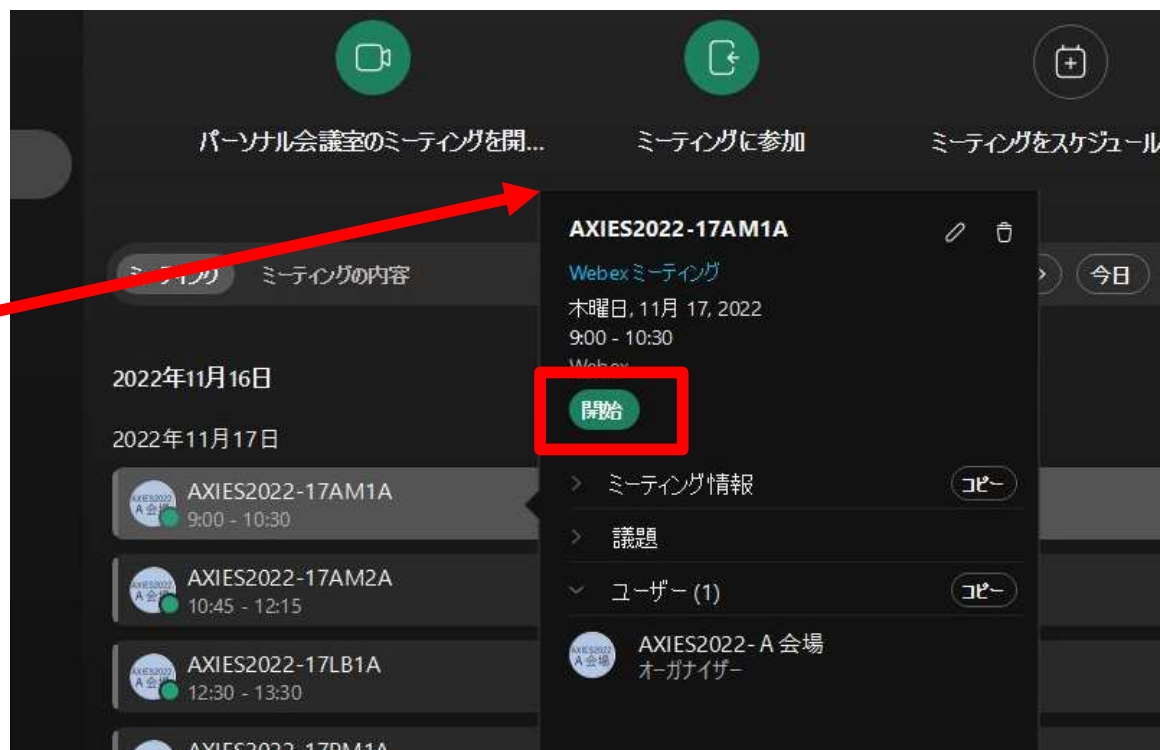 パーソナル会議室のミーティングを開...
ミーティングに参加
ミーティングをスケジュール
ミーティング
ミーティングの内容
今日
2022年11月16日
2022年11月17日
AXIES2022-17AM1A
9:00 - 10:30
AXIES2022-17AM2A
10:45 - 12:15
AXIES2022-17LB1A
12:30 - 13:30
AXIES2022-17PM1A
AXIES2022-17AM1A
Webex ミーティング
木曜日, 11月 17, 2022
9:00 - 10:30
Webex
開始
ミーティング情報
コピー
議題
ユーザー (1)
コピー
AXIES2022-A 会場
オーガナイザー